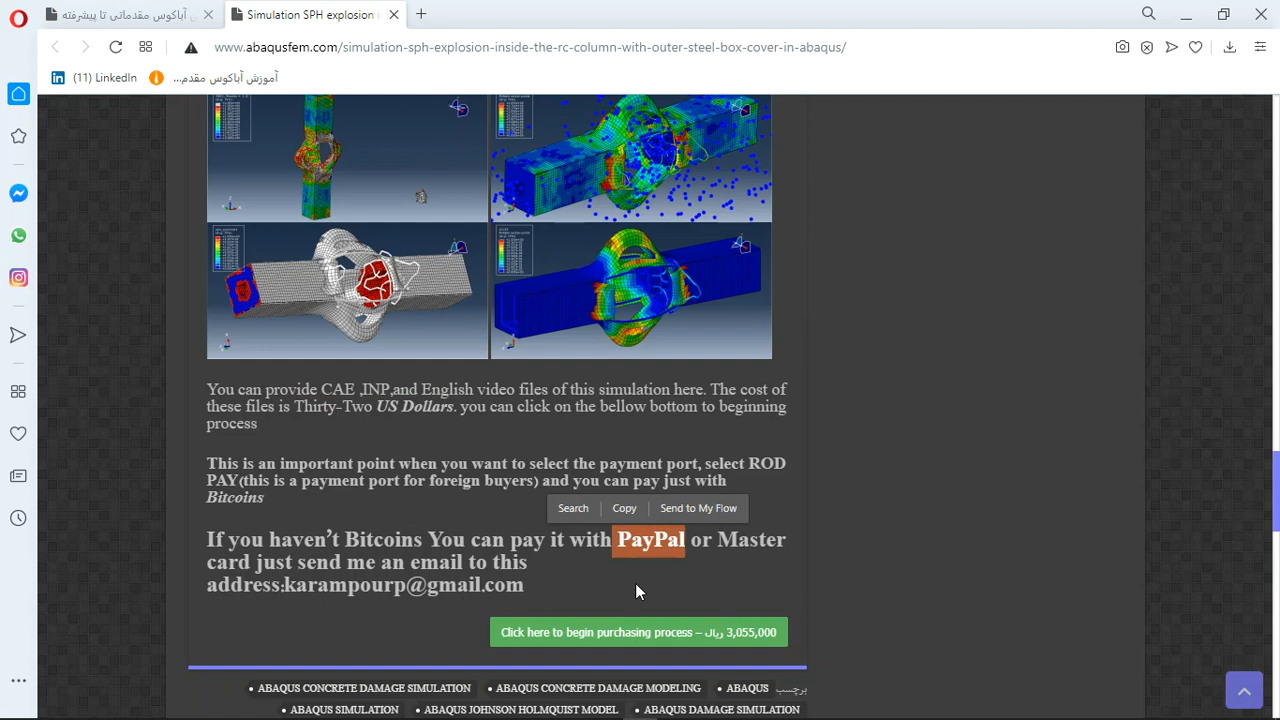 آباکوس مقدماتی تا پیشرفته
Simulation SPH explosion
www.abaqusfem.com/simulation-sph-explosion-inside-the-rc-column-with-outer-steel-box-cover-in-abaqus/
(11) LinkedIn
آموزش آباکوس مقدم...
You can provide CAE ,INP,and English video files of this simulation here. The cost of
these files is Thirty-Two US Dollars. you can click on the bellow bottom to beginning
process
This is an important point when you want to select the payment port, select ROD
PAY(this is a payment port for foreign buyers) and you can pay just with
Bitcoins
Search Copy Send to My Flow
If you haven't Bitcoins You can pay it with PayPal or Master
card just send me an email to this
address:karampourp@gmail.com
Click here to begin purchasing process – 3,055,000 ریال
برچسب ABAQUS • ABAQUS CONCRETE DAMAGE MODELING • ABAQUS CONCRETE DAMAGE SIMULATION •
ABAQUS DAMAGE SIMULATION • ABAQUS JOHNSON HOLMQUIST MODEL • ABAQUS SIMULATION •